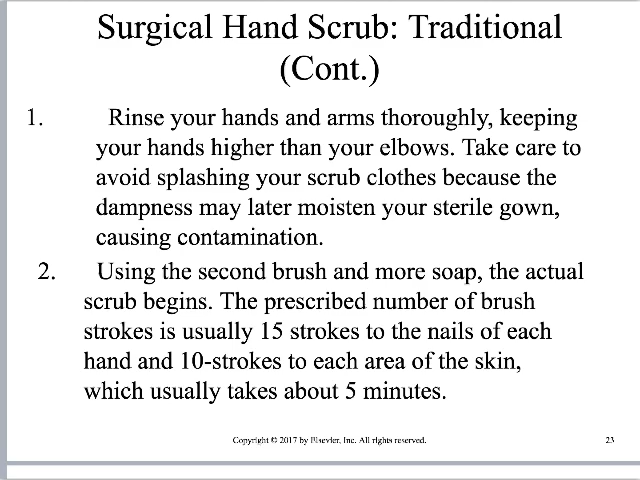 Surgical Hand Scrub: Traditional
(Cont.)
1. Rinse your hands and arms thoroughly, keeping
your hands higher than your elbows. Take care to
avoid splashing your scrub clothes because the
dampness may later moisten your sterile gown,
causing contamination.
2. Using the second brush and more soap, the actual
scrub begins. The prescribed number of brush
strokes is usually 15 strokes to the nails of each
hand and 10-strokes to each area of the skin,
which usually takes about 5 minutes.
Copyright © 2017 by Elsevier, Inc. All rights reserved. 23